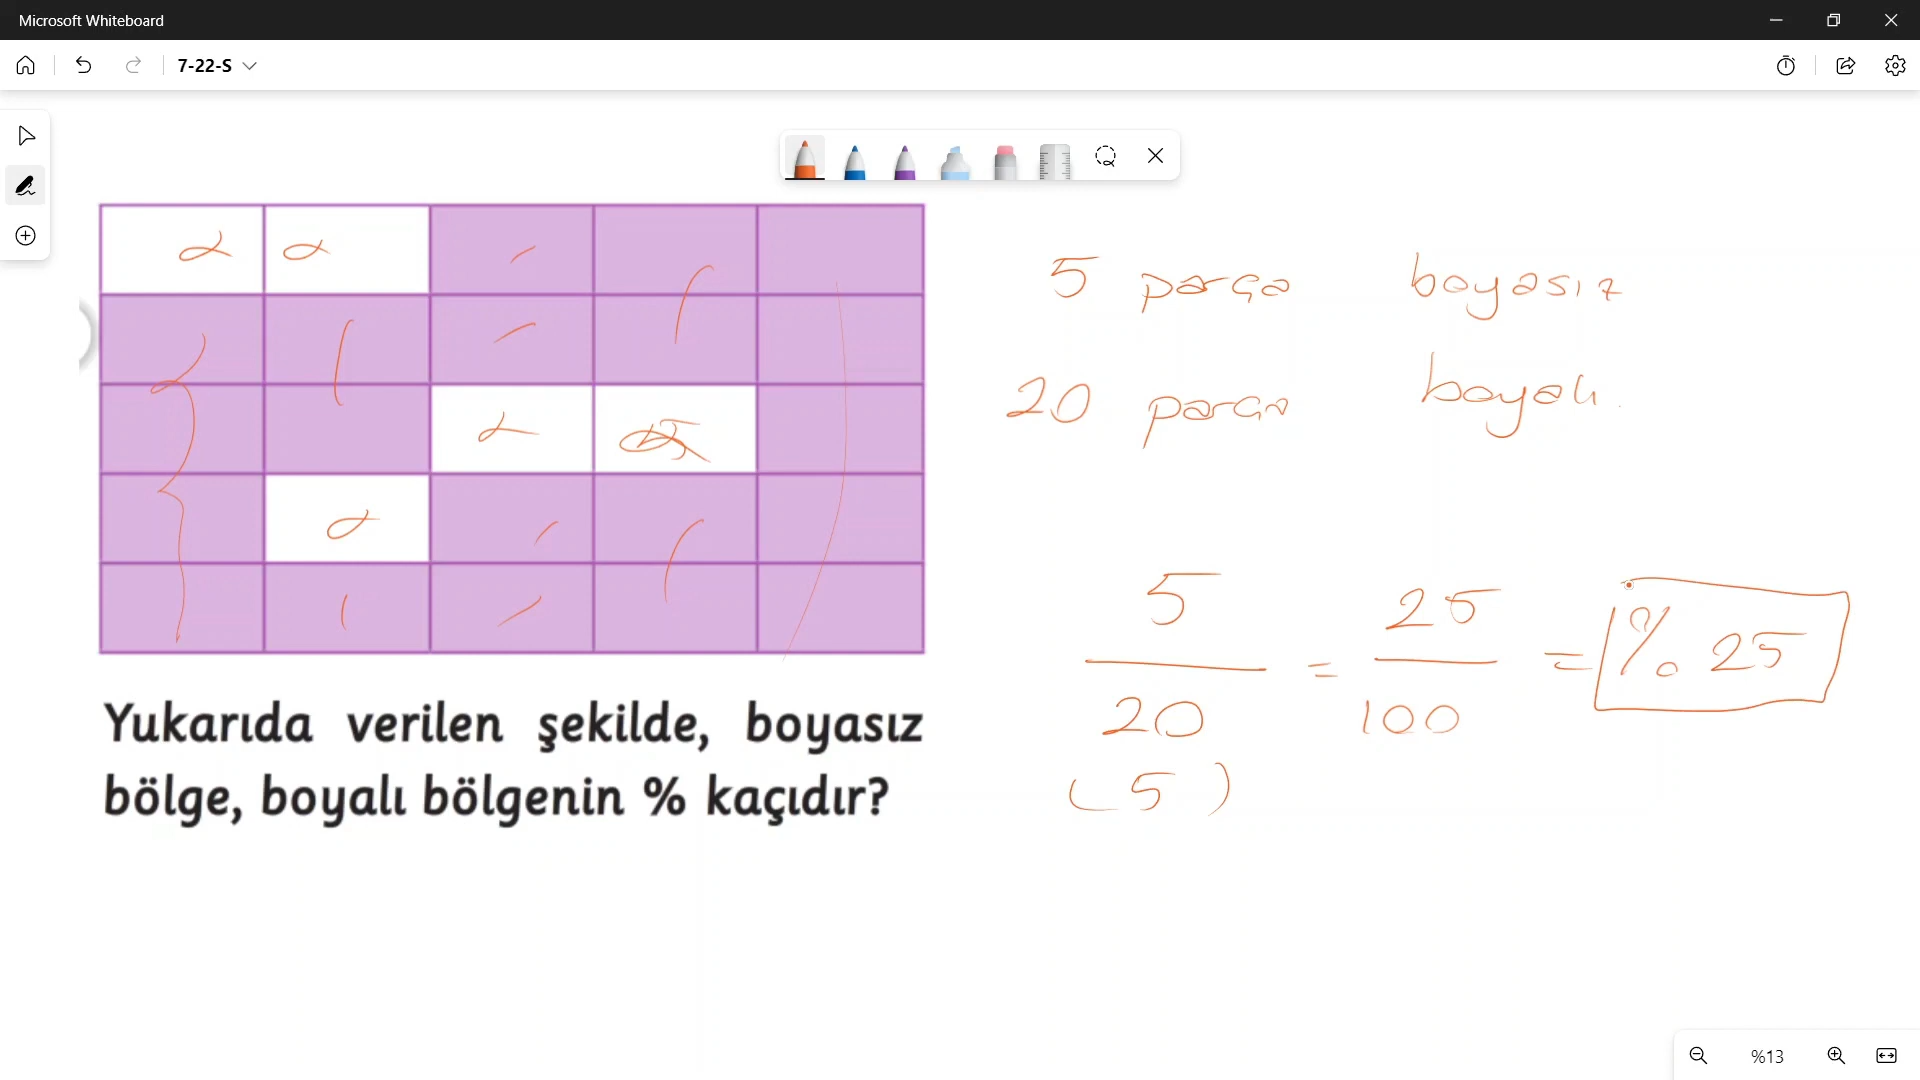 Microsoft Whiteboard
7-22-S
5 parça boyasız
20 parça boyalı.
5/20 = 25/100 = %25
(5)
Yukarıda verilen şekilde, boyasız
bölge, boyalı bölgenin % kaçıdır?
%13